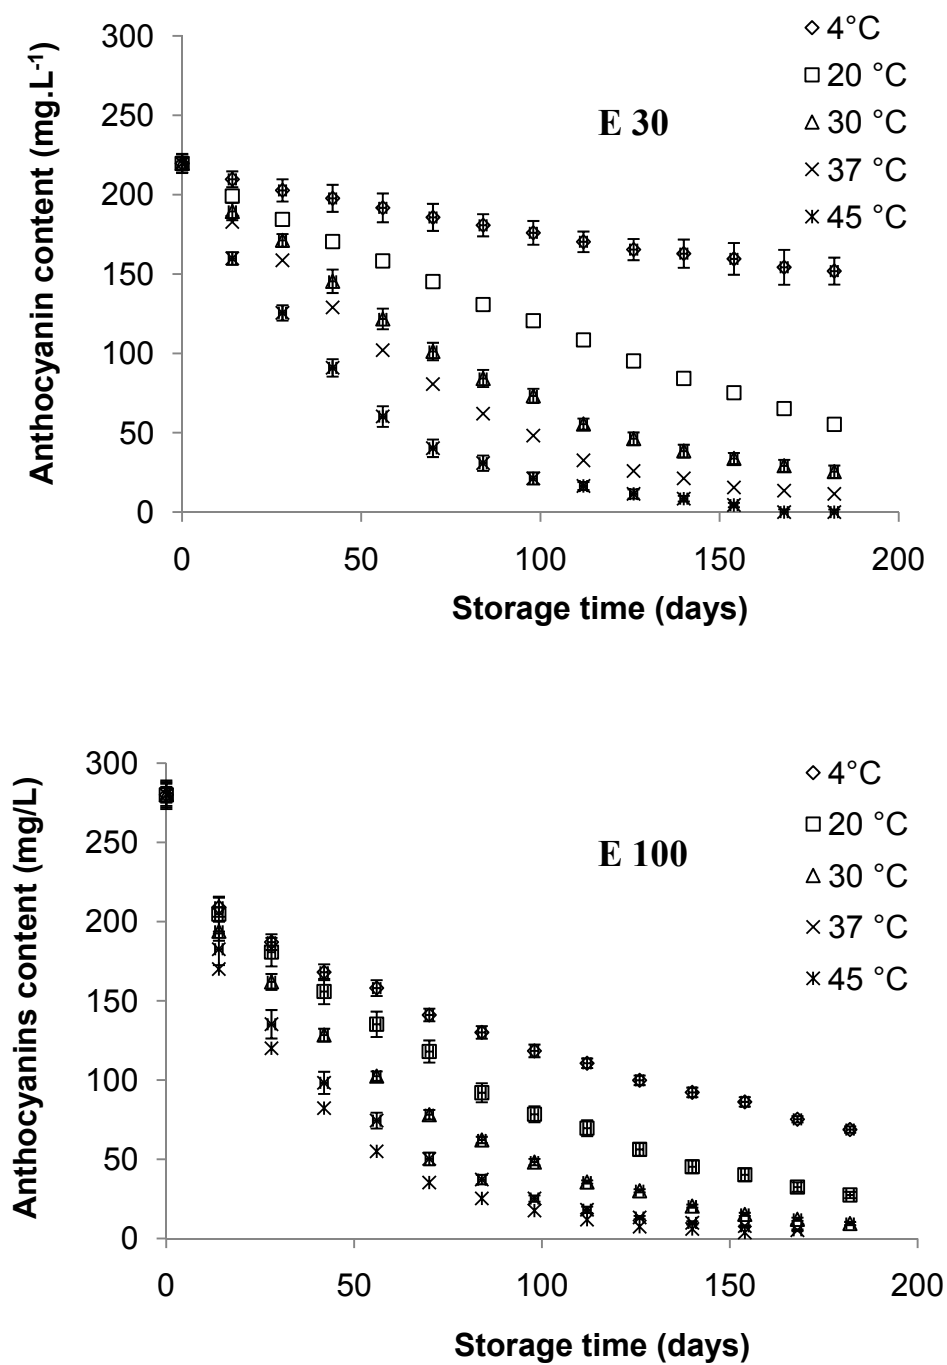 300
250
200
150
100
50
0
Anthocyanin content (mg.L-1)
E 30
4°C
20 °C
30 °C
37 °C
45 °C
0 50 100 150 200
Storage time (days)
300
250
200
150
100
50
0
Anthocyanins content (mg/L)
E 100
4°C
20 °C
30 °C
37 °C
45 °C
0 50 100 150 200
Storage time (days)